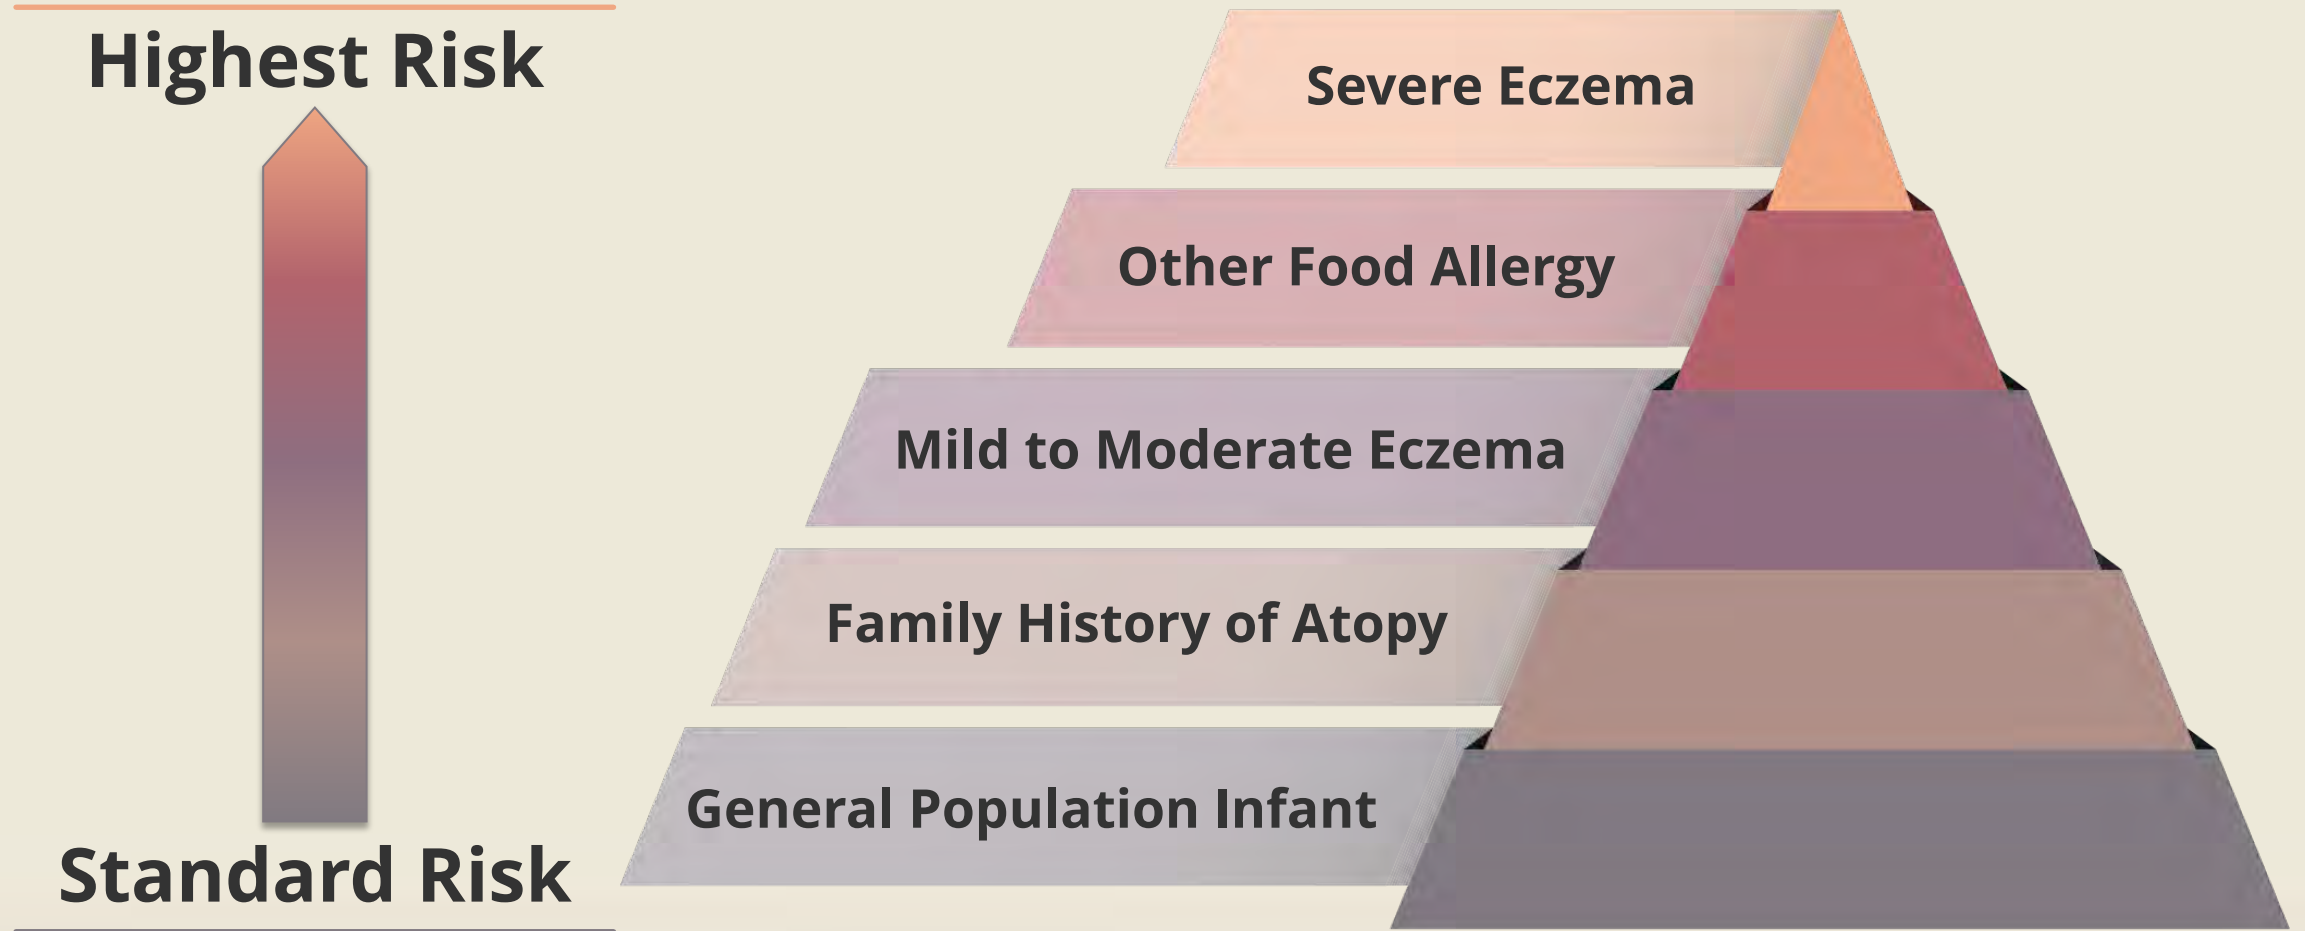 Highest Risk
Severe Eczema
Other Food Allergy
Mild to Moderate Eczema
Family History of Atopy
General Population Infant
Standard Risk